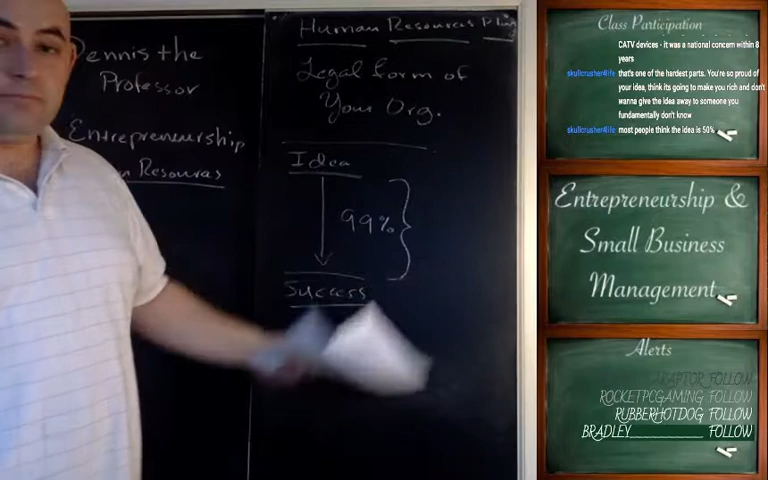 Dennis the
Professor
Entrepreneurship
Human Resources Plan
Legal form of
Your Org.
Idea
99%
Success
Class Participation
CATV devices - it was a national concern within 8
years
skullcrusher4life that's one of the hardest parts. You're so proud of
your idea, think its going to make you rich and don't
wanna give the idea away to someone you
fundamentally don't know
skullcrusher4life most people think the idea is 50%
Entrepreneurship &
Small Business
Management
Alerts
ROCKETPCGAMING FOLLOW
RUBBERHOTDOG FOLLOW
BRADLEY__________ FOLLOW